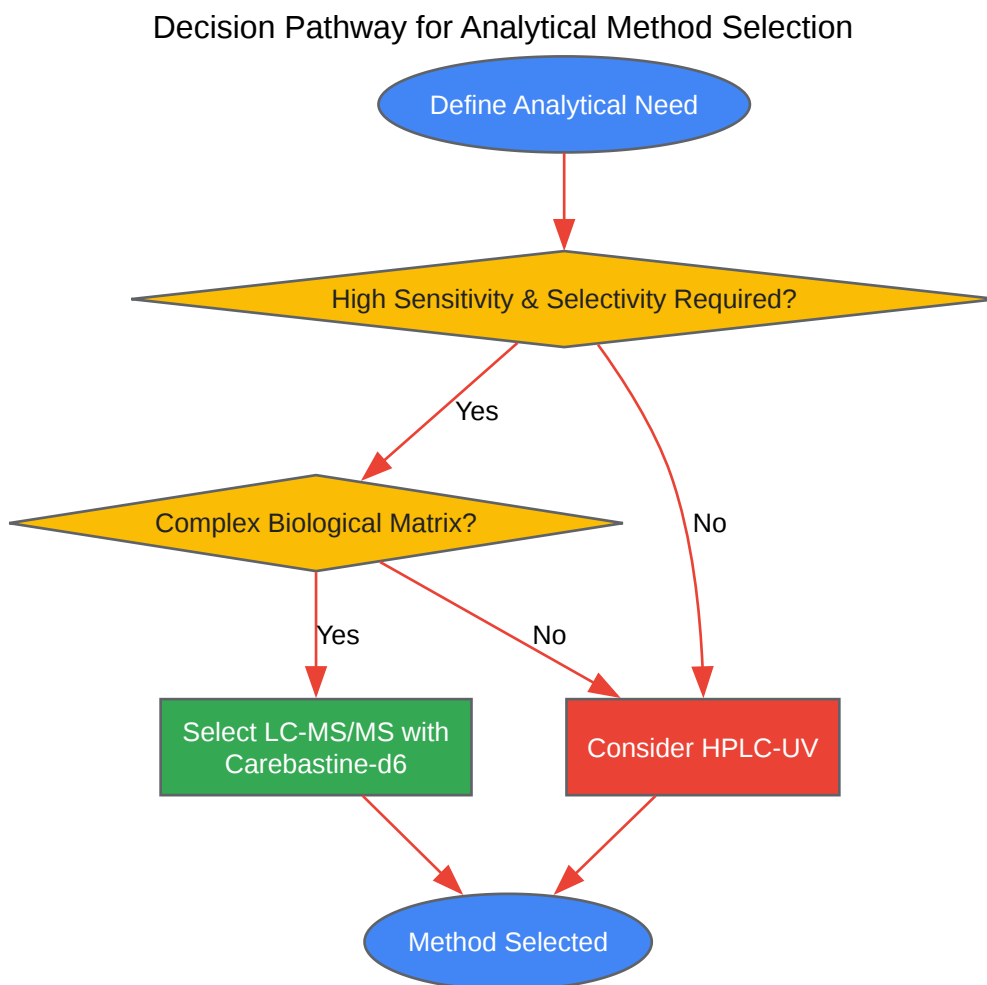 Decision Pathway for Analytical Method Selection
Define Analytical Need
High Sensitivity & Selectivity Required?
Yes
Complex Biological Matrix?
No
Yes
No
Select LC-MS/MS with
Carebastine-d6
Consider HPLC-UV
Method Selected